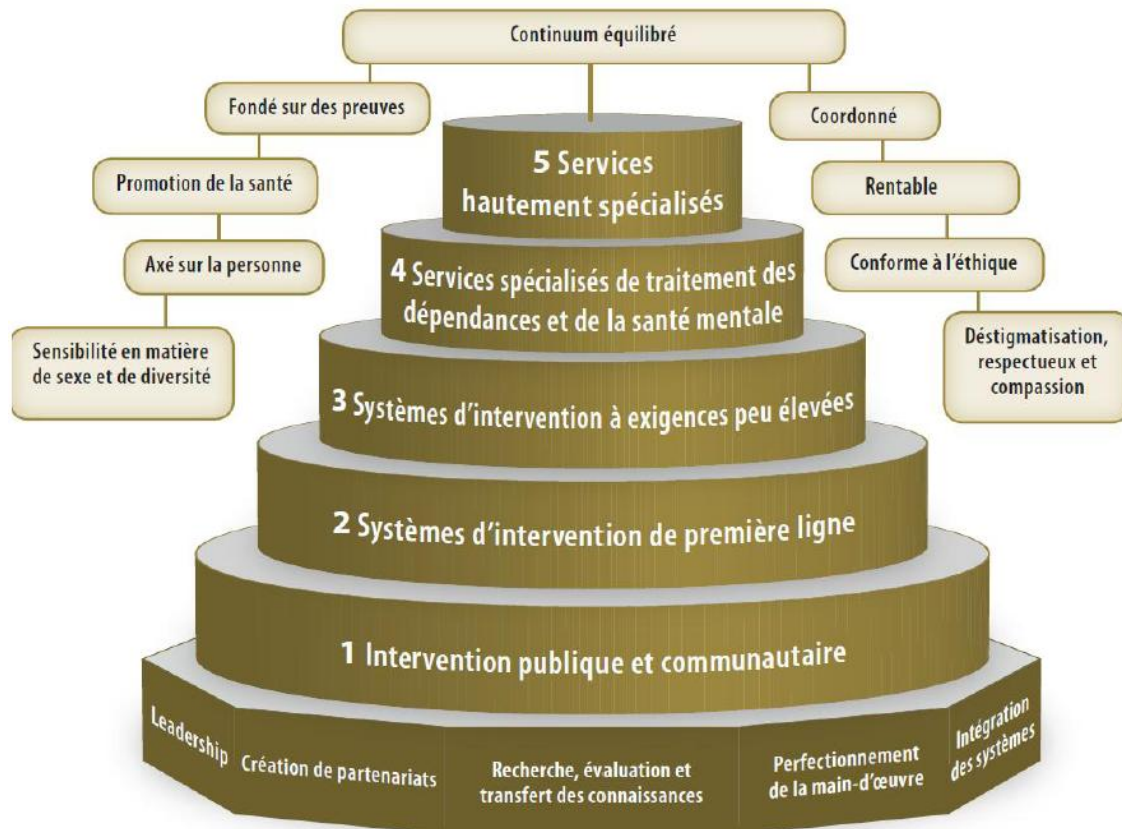 Continuum équilibré
Fondé sur des preuves
Promotion de la santé
Axé sur la personne
Sensibilité en matière
de sexe et de diversité
Coordonné
Rentable
Conforme à l'éthique
Déstigmatisation,
respectueux et
compassion
5 Services
hautement spécialisés
4 Services spécialisés de traitement des
dépendances et de la santé mentale
3 Systèmes d'intervention à exigences peu élevées
2 Systèmes d'intervention de première ligne
1 Intervention publique et communautaire
Leadership
Création de partenariats
Recherche, évaluation et
transfert des connaissances
Perfectionnement
de la main-d'œuvre
Intégration
des systèmes